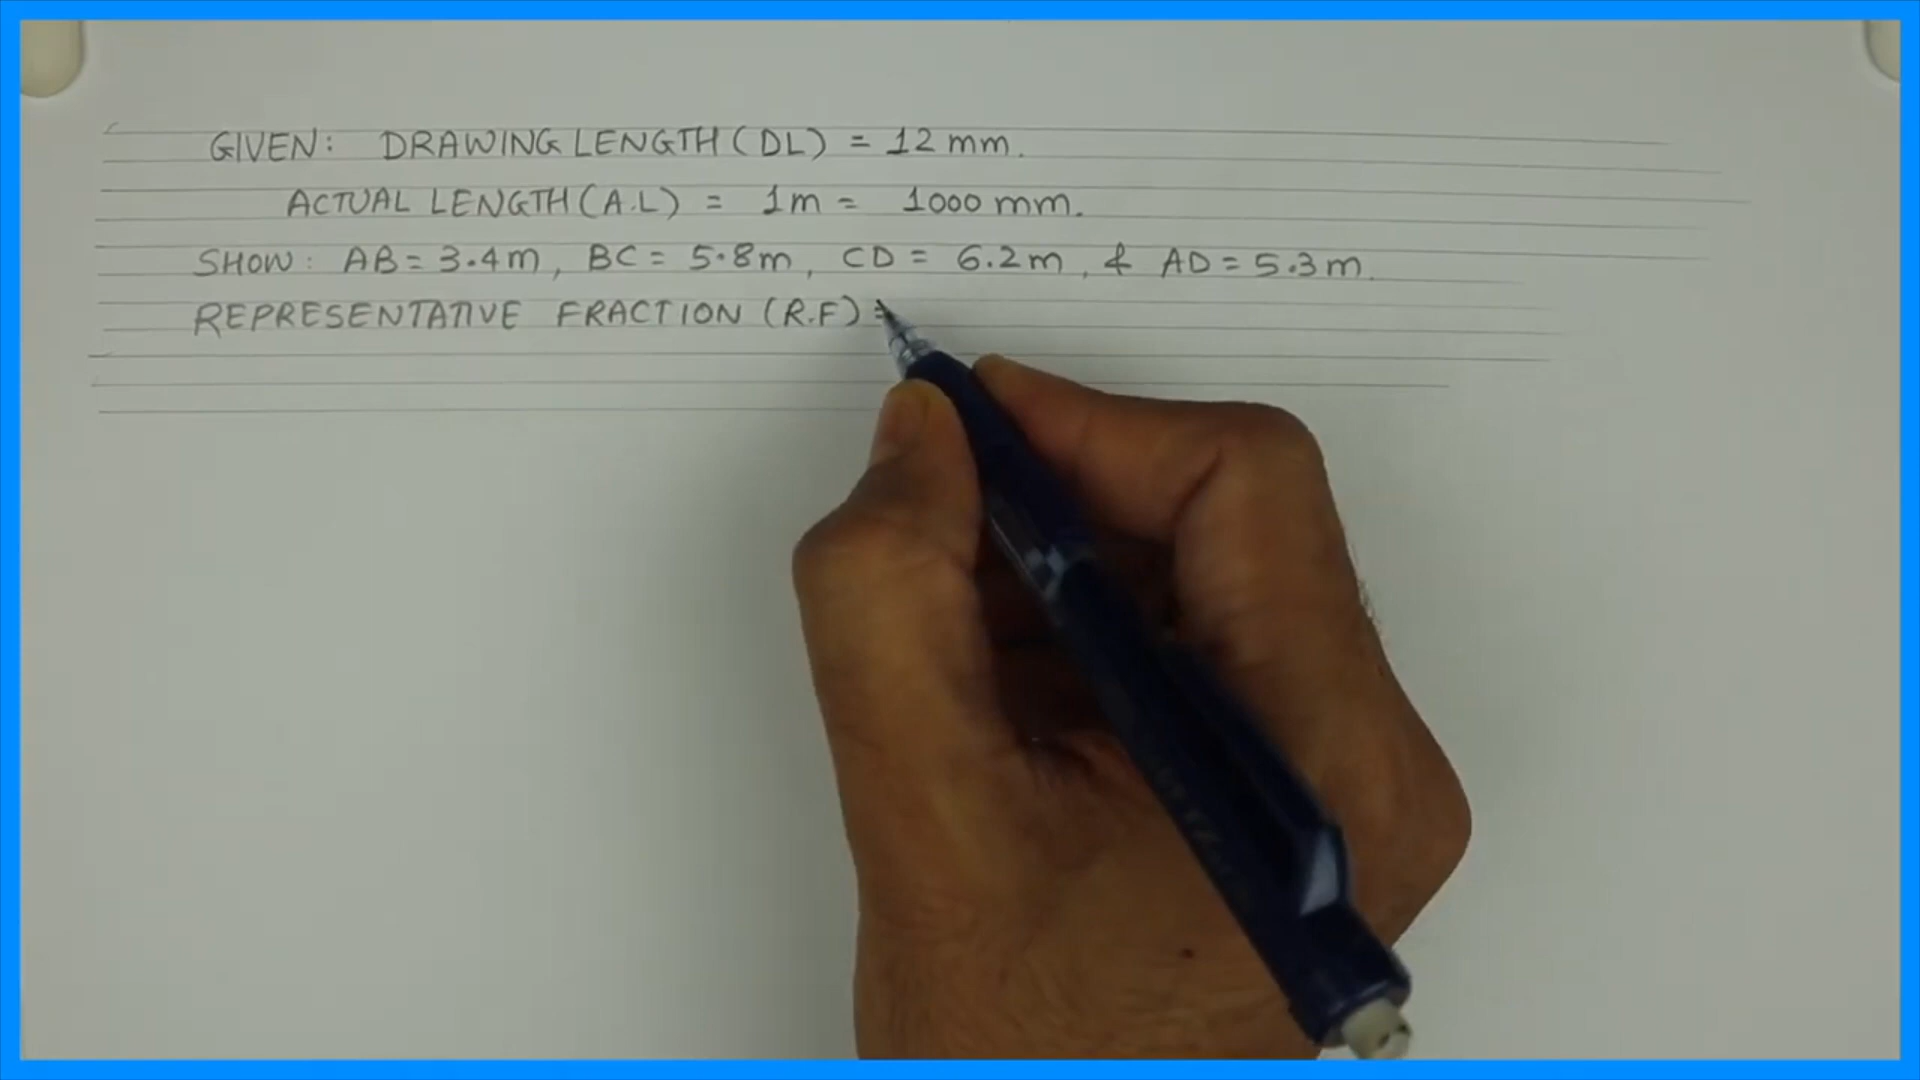 GIVEN: DRAWING LENGTH (DL) = 12 mm.
ACTUAL LENGTH (A.L) = 1m = 1000 mm.
SHOW: AB = 3.4m, BC = 5.8m, CD = 6.2m, & AD = 5.3m.
REPRESENTATIVE FRACTION (R.F) =